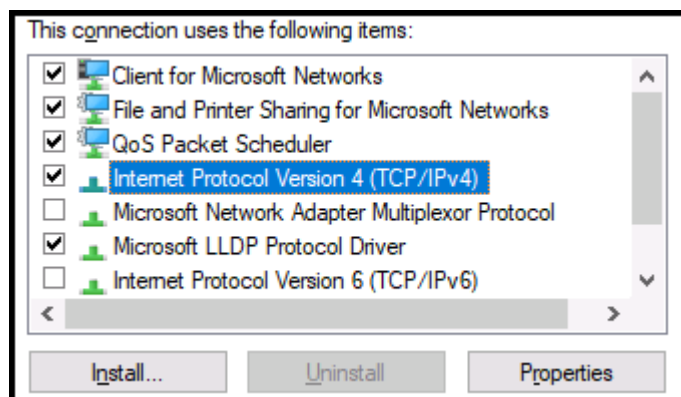 This connection uses the following items:
Client for Microsoft Networks
File and Printer Sharing for Microsoft Networks
QoS Packet Scheduler
Internet Protocol Version 4 (TCP/IPv4)
Microsoft Network Adapter Multiplexor Protocol
Microsoft LLDP Protocol Driver
Internet Protocol Version 6 (TCP/IPv6)
Install... Uninstall Properties